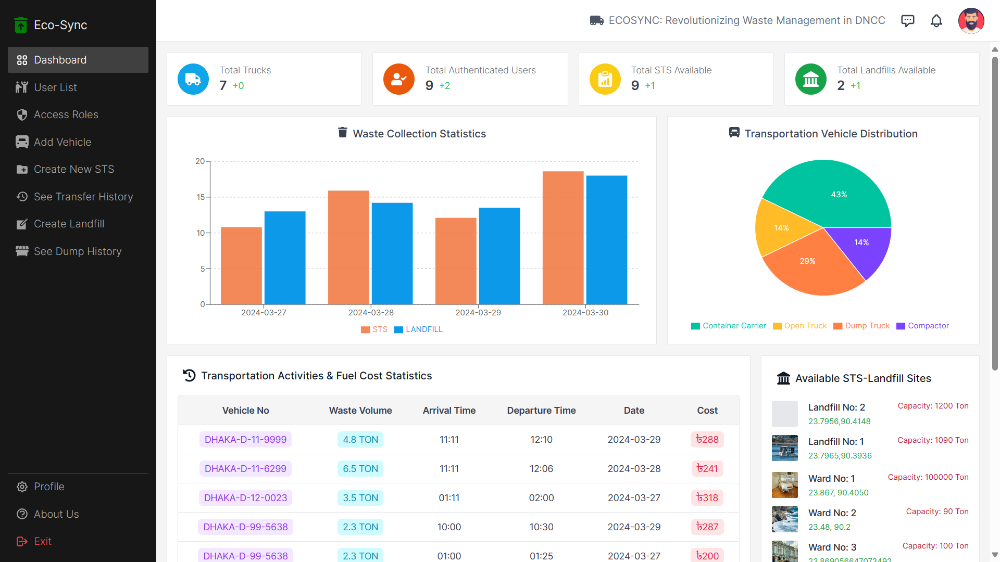 Eco-Sync
Dashboard
User List
Access Roles
Add Vehicle
Create New STS
See Transfer History
Create Landfill
See Dump History
Profile
About Us
Exit
ECOSYNC: Revolutionizing Waste Management in DNCC
Total Trucks
7 +0
Total Authenticated Users
9 +2
Total STS Available
9 +1
Total Landfills Available
2 +1
Waste Collection Statistics
20
15
10
5
0
2024-03-27 2024-03-28 2024-03-29 2024-03-30
STS LANDFILL
Transportation Vehicle Distribution
43%
14%
14%
29%
Container Carrier Open Truck Dump Truck Compactor
Transportation Activities & Fuel Cost Statistics
Vehicle No Waste Volume Arrival Time Departure Time Date Cost
DHAKA-D-11-9999 4.8 TON 11:11 12:10 2024-03-29 ৳288
DHAKA-D-11-6299 6.5 TON 11:11 12:06 2024-03-28 ৳241
DHAKA-D-12-0023 3.5 TON 01:11 02:00 2024-03-27 ৳318
DHAKA-D-99-5638 2.3 TON 10:00 10:30 2024-03-29 ৳287
DHAKA-D-99-5638 2.3 TON 01:00 01:25 2024-03-27 ৳200
Available STS-Landfill Sites
Landfill No: 2 Capacity: 1200 Ton
23.7956,90.4148
Landfill No: 1 Capacity: 1090 Ton
23.7965,90.3936
Ward No: 1 Capacity: 100000 Ton
23.867, 90.4050
Ward No: 2 Capacity: 90 Ton
23.48, 90.2
Ward No: 3 Capacity: 100 Ton
23.869056647073492